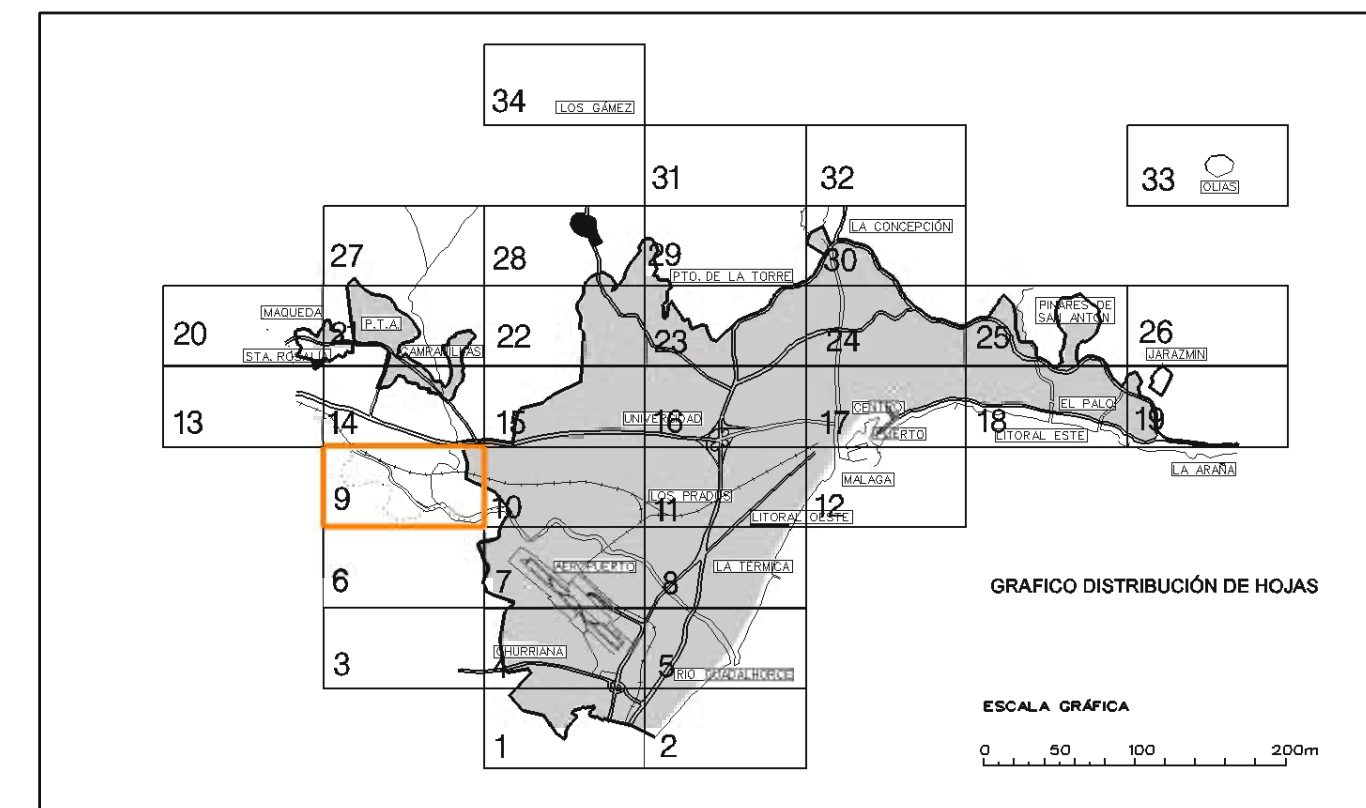 34 LOS GÁMEZ
31
32
33
OLIAS
27
28
29
30
LA CONCEPCIÓN
PTO. DE LA TORRE
MAQUEDA
P.T.A.
PINARES DE
SAN ANTON
20
STA. ROSALIA
CAMPANILLAS
22
23
24
25
26
JARAZMIN
13
14
15
UNIVERSIDAD
16
17
CENTRO
PUERTO
18
EL PALO
LITORAL ESTE
19
LA ARAÑA
MALAGA
9
10
LOS PRADOS
11
LITORAL OESTE
12
6
7
AEROPUERTO
8
LA TÉRMICA
GRAFICO DISTRIBUCIÓN DE HOJAS
3
CHURRIANA
5
RIO GUADALHORCE
1
2
ESCALA GRÁFICA
0 50 100 200m